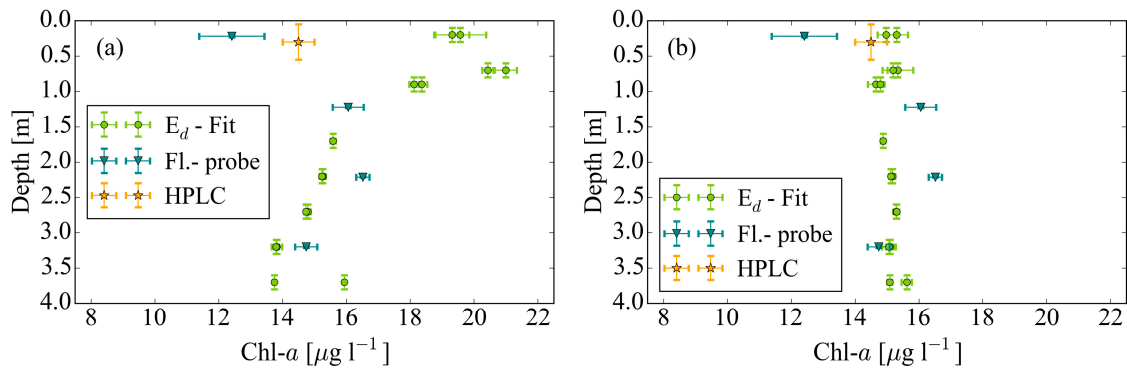 (a)
Depth [m]
0.0
0.5
1.0
1.5
2.0
2.5
3.0
3.5
4.0
E_d - Fit
Fl.- probe
HPLC
8 10 12 14 16 18 20 22
Chl-a [μg l⁻¹]
(b)
Depth [m]
0.0
0.5
1.0
1.5
2.0
2.5
3.0
3.5
4.0
E_d - Fit
Fl.- probe
HPLC
8 10 12 14 16 18 20 22
Chl-a [μg l⁻¹]